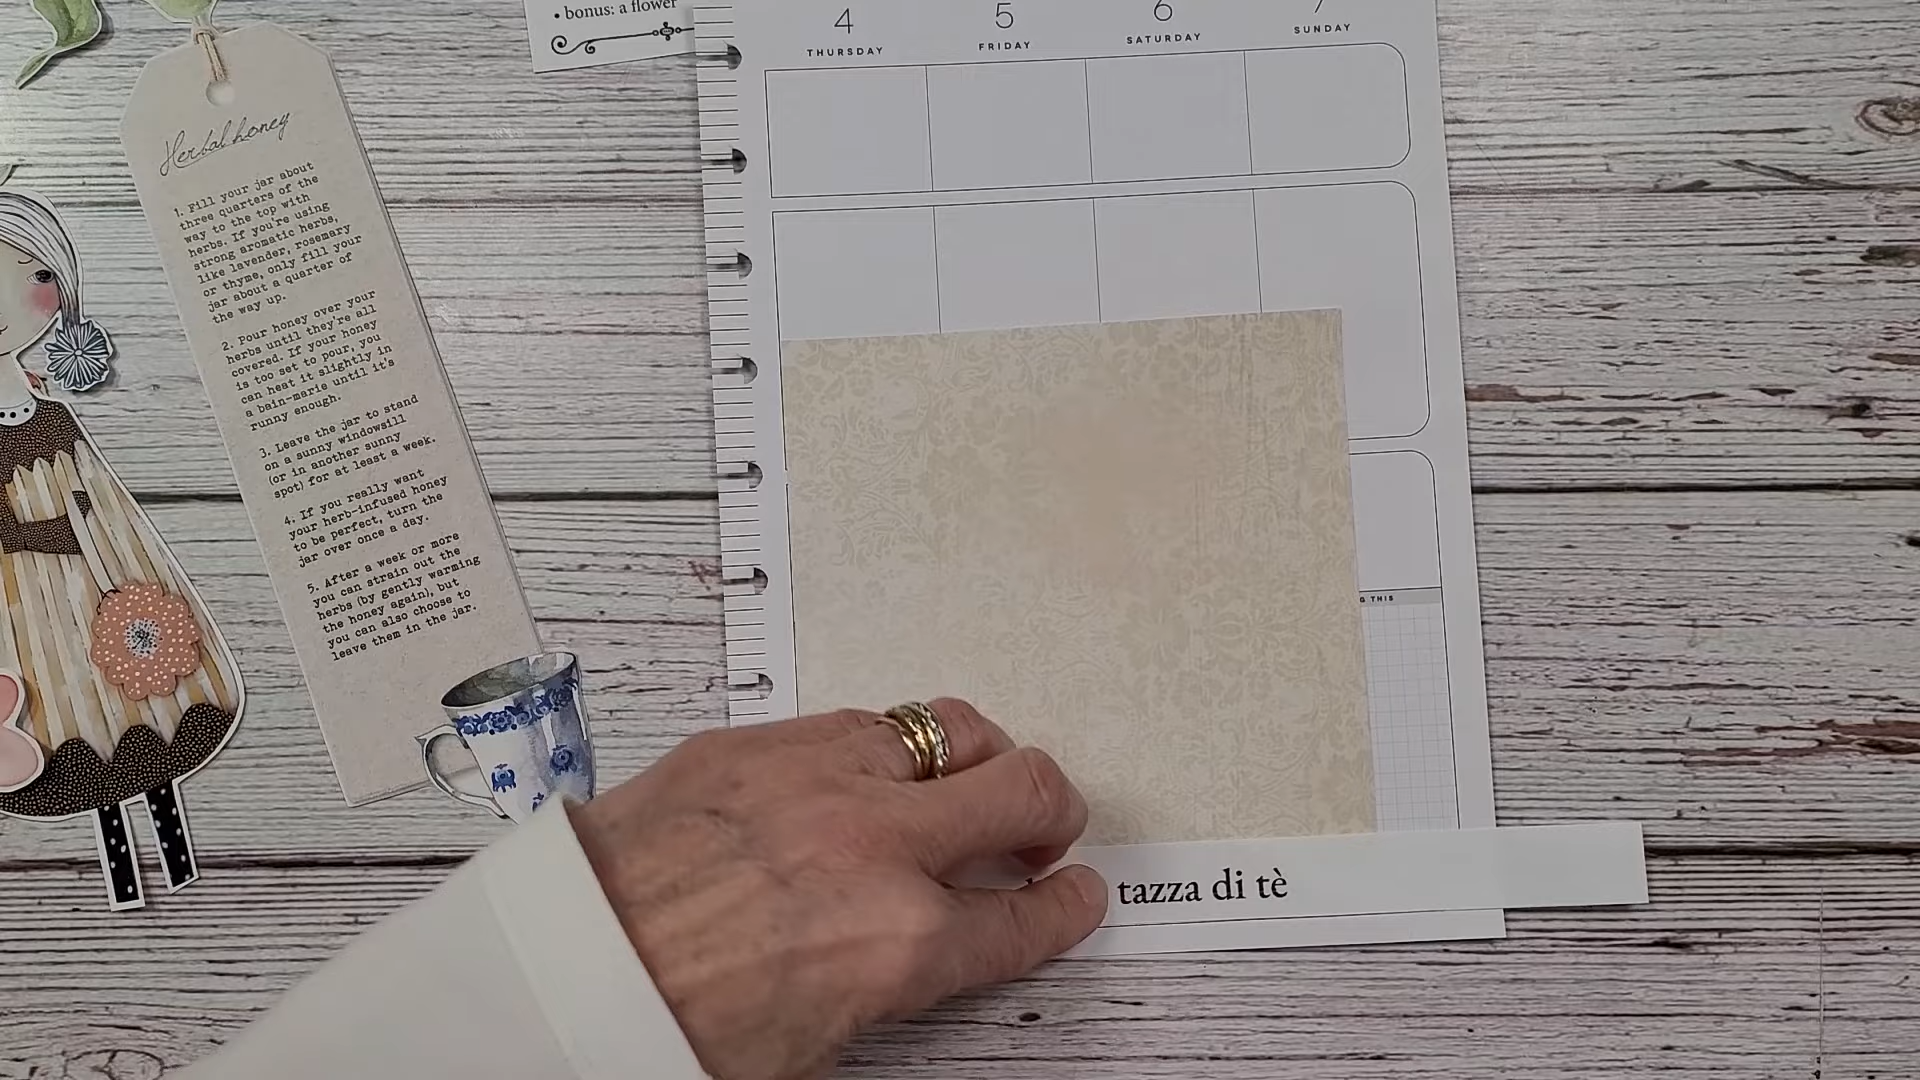 • bonus: a flower
4
5
6
7
THURSDAY
FRIDAY
SATURDAY
SUNDAY
Herbal honey
1. Fill your jar about
three quarters of the
way to the top with
herbs. If you're using
strong aromatic herbs,
like lavender, rosemary
or thyme, only fill your
jar about a quarter of
the way up.
2. Pour honey over your
herbs until they're all
covered. If your honey
is too set to pour, you
can heat it slightly in
a bain-marie until it's
runny enough.
3. Leave the jar to stand
on a sunny windowsill
(or in another sunny
spot) for at least a week.
4. If you really want
your herb-infused honey
to be perfect, turn the
jar over once a day.
5. After a week or more
you can strain out the
herbs (by gently warming
the honey again), but
you can also choose to
leave them in the jar.
G THIS
tazza di tè